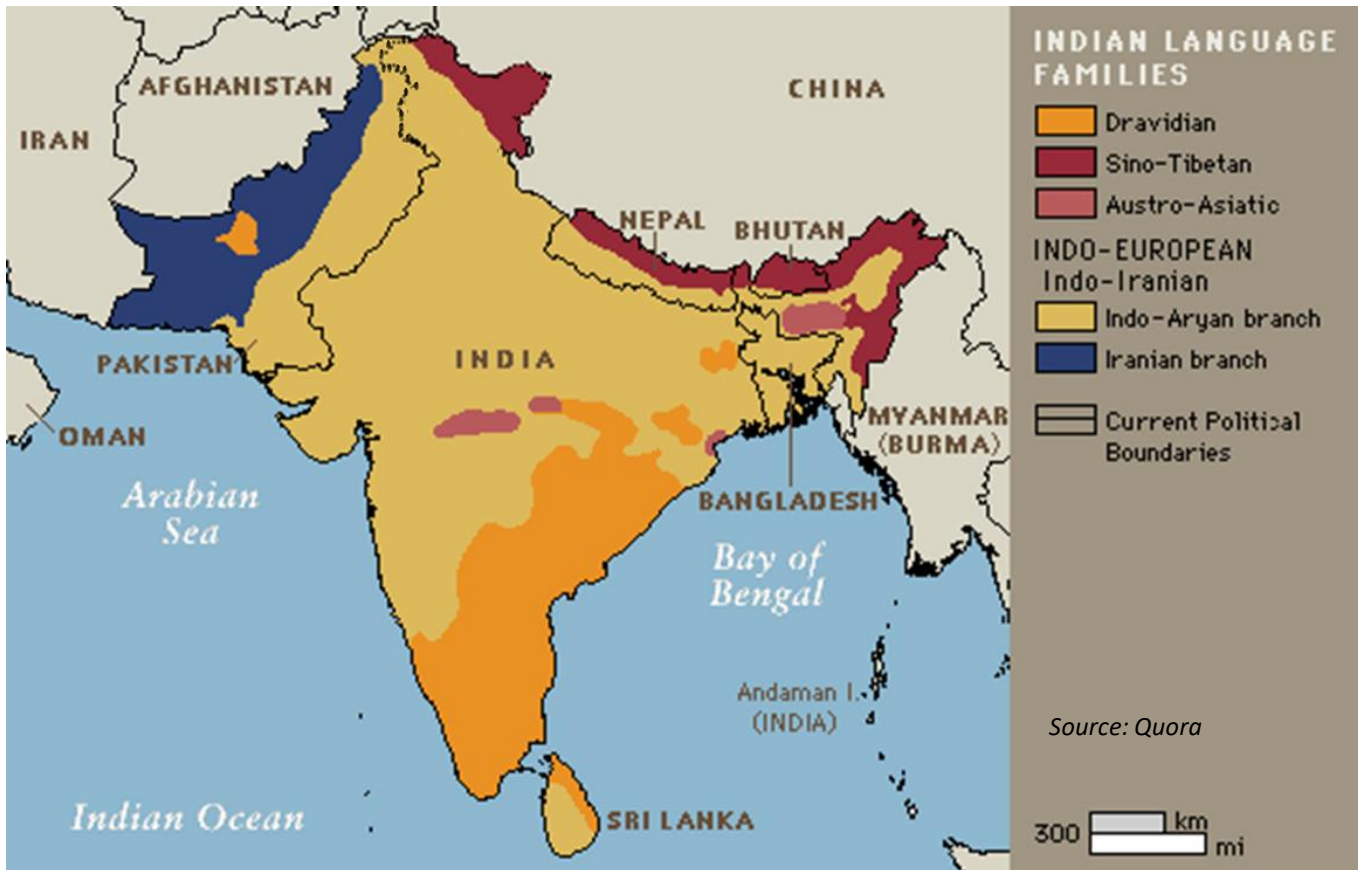 INDIAN LANGUAGE
FAMILIES
Dravidian
Sino-Tibetan
Austro-Asiatic
INDO-EUROPEAN
Indo-Iranian
Indo-Aryan branch
Iranian branch
Current Political
Boundaries
Source: Quora
300 km
mi
AFGHANISTAN
CHINA
IRAN
NEPAL
BHUTAN
PAKISTAN
INDIA
OMAN
MYANMAR
(BURMA)
BANGLADESH
Arabian
Sea
Bay of
Bengal
Andaman I.
(INDIA)
Indian Ocean
SRI LANKA